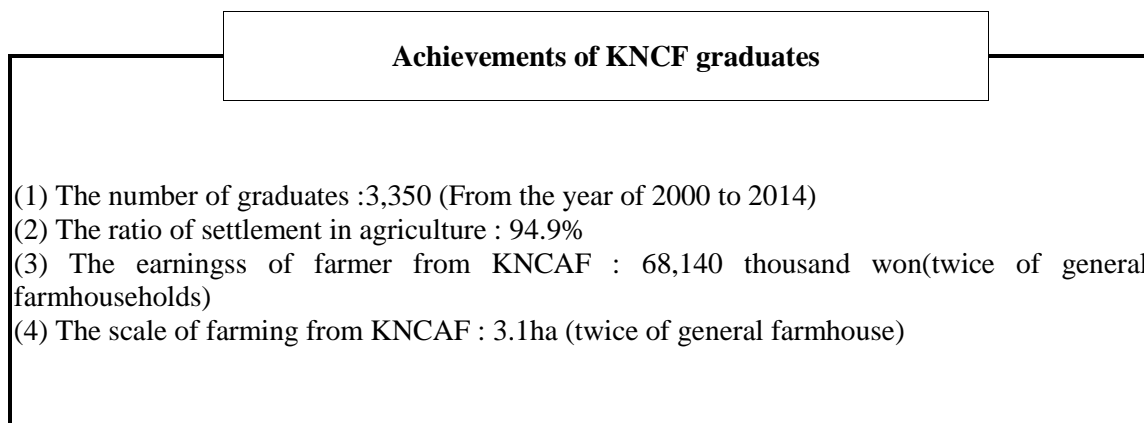 Achievements of KNCF graduates
(1) The number of graduates :3,350 (From the year of 2000 to 2014)
(2) The ratio of settlement in agriculture : 94.9%
(3) The earningss of farmer from KNCAF : 68,140 thousand won(twice of general
farmhouseholds)
(4) The scale of farming from KNCAF : 3.1ha (twice of general farmhouse)